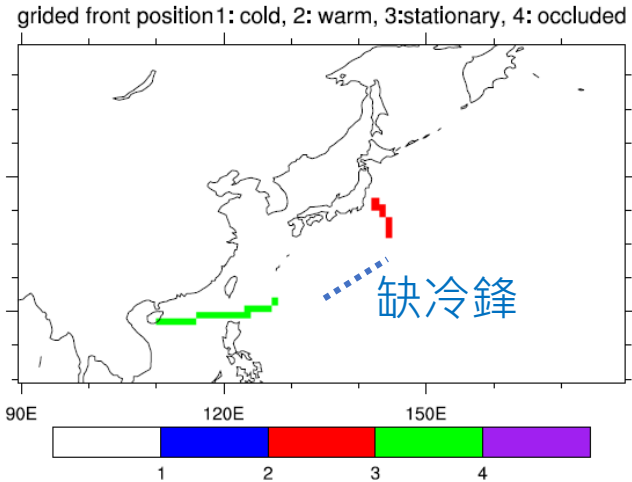 grided front position1: cold, 2: warm, 3:stationary, 4: occluded
缺冷鋒
90E 120E 150E
1 2 3 4